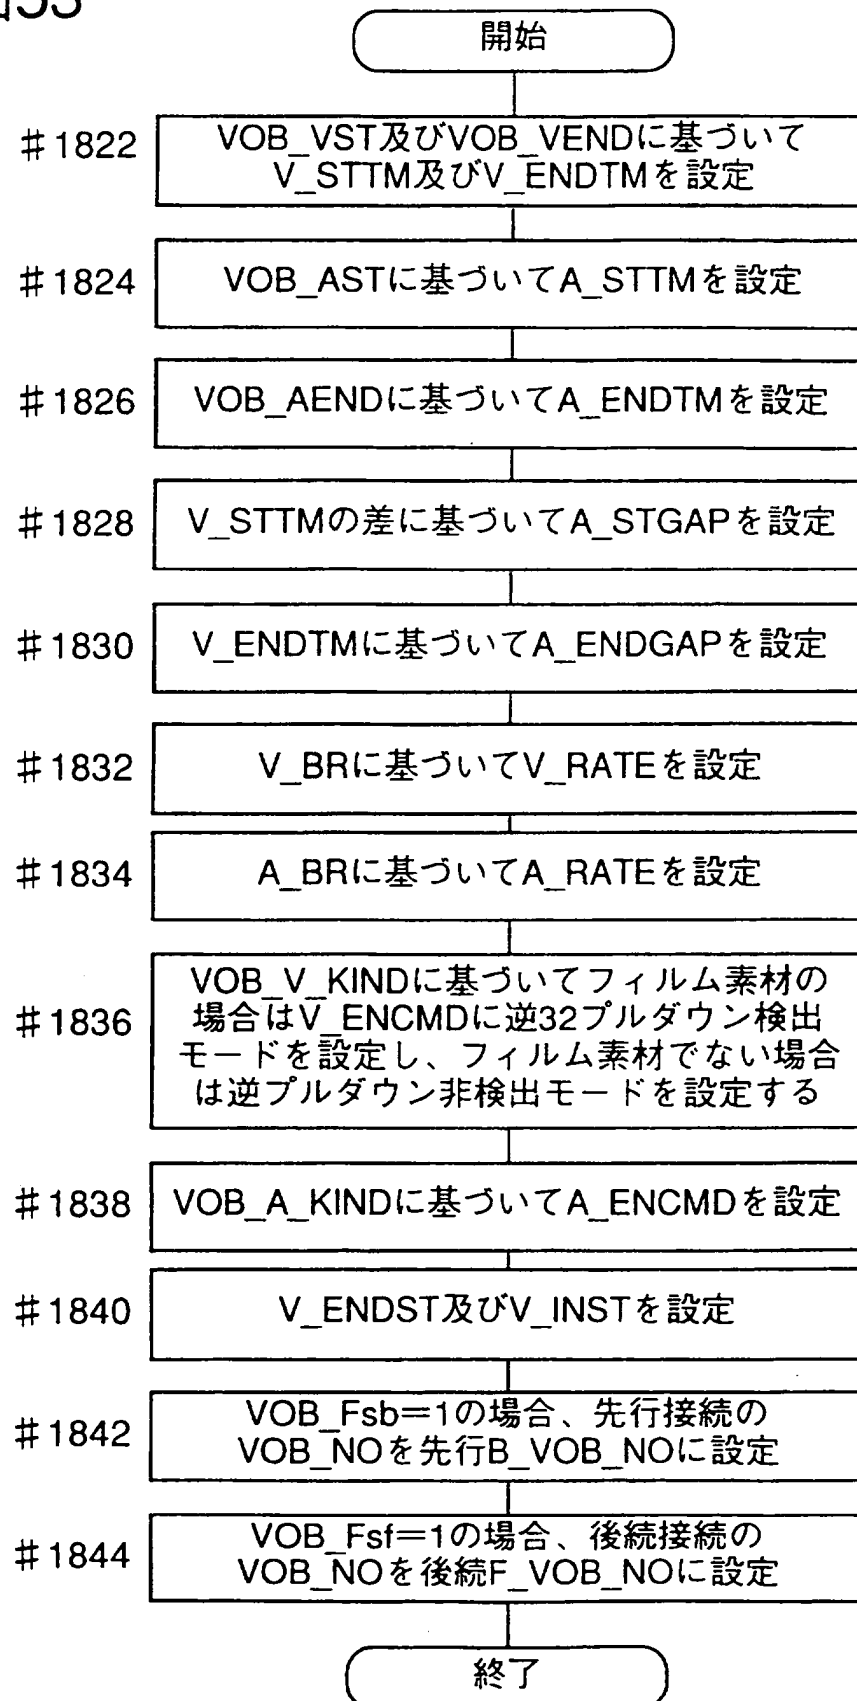 図53
開始
#1822
VOB_VST及びVOB_VENDに基づいて
V_STTM及びV_ENDTMを設定
#1824
VOB_ASTに基づいてA_STTMを設定
#1826
VOB_AENDに基づいてA_ENDTMを設定
#1828
V_STTMの差に基づいてA_STGAPを設定
#1830
V_ENDTMに基づいてA_ENDGAPを設定
#1832
V_BRに基づいてV_RATEを設定
#1834
A_BRに基づいてA_RATEを設定
#1836
VOB_V_KINDに基づいてフィルム素材の
場合はV_ENCMDに逆32プルダウン検出
モードを設定し、フィルム素材でない場合
は逆プルダウン非検出モードを設定する
#1838
VOB_A_KINDに基づいてA_ENCMDを設定
#1840
V_ENDST及びV_INSTを設定
#1842
VOB_Fsb=1の場合、先行接続の
VOB_NOを先行B_VOB_NOに設定
#1844
VOB_Fsf=1の場合、後続接続の
VOB_NOを後続F_VOB_NOに設定
終了